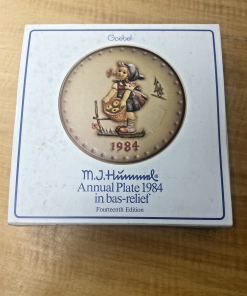 Goebel
1984
M.J. Hummel
Annual Plate 1984
in bas-relief
Fourteenth Edition